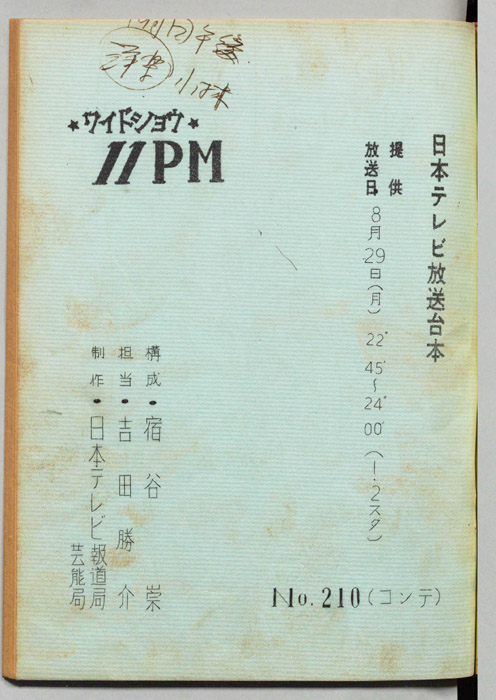 日本テレビ放送台本
提供
放送日・8月29日(月) 22°45′~24°00′(1.2スタ)
★ワイドショウ★
11PM
小林
構成・宿谷崇
担当・吉田勝介
制作・日本テレビ報道局
芸能局
No.210(コンテ)